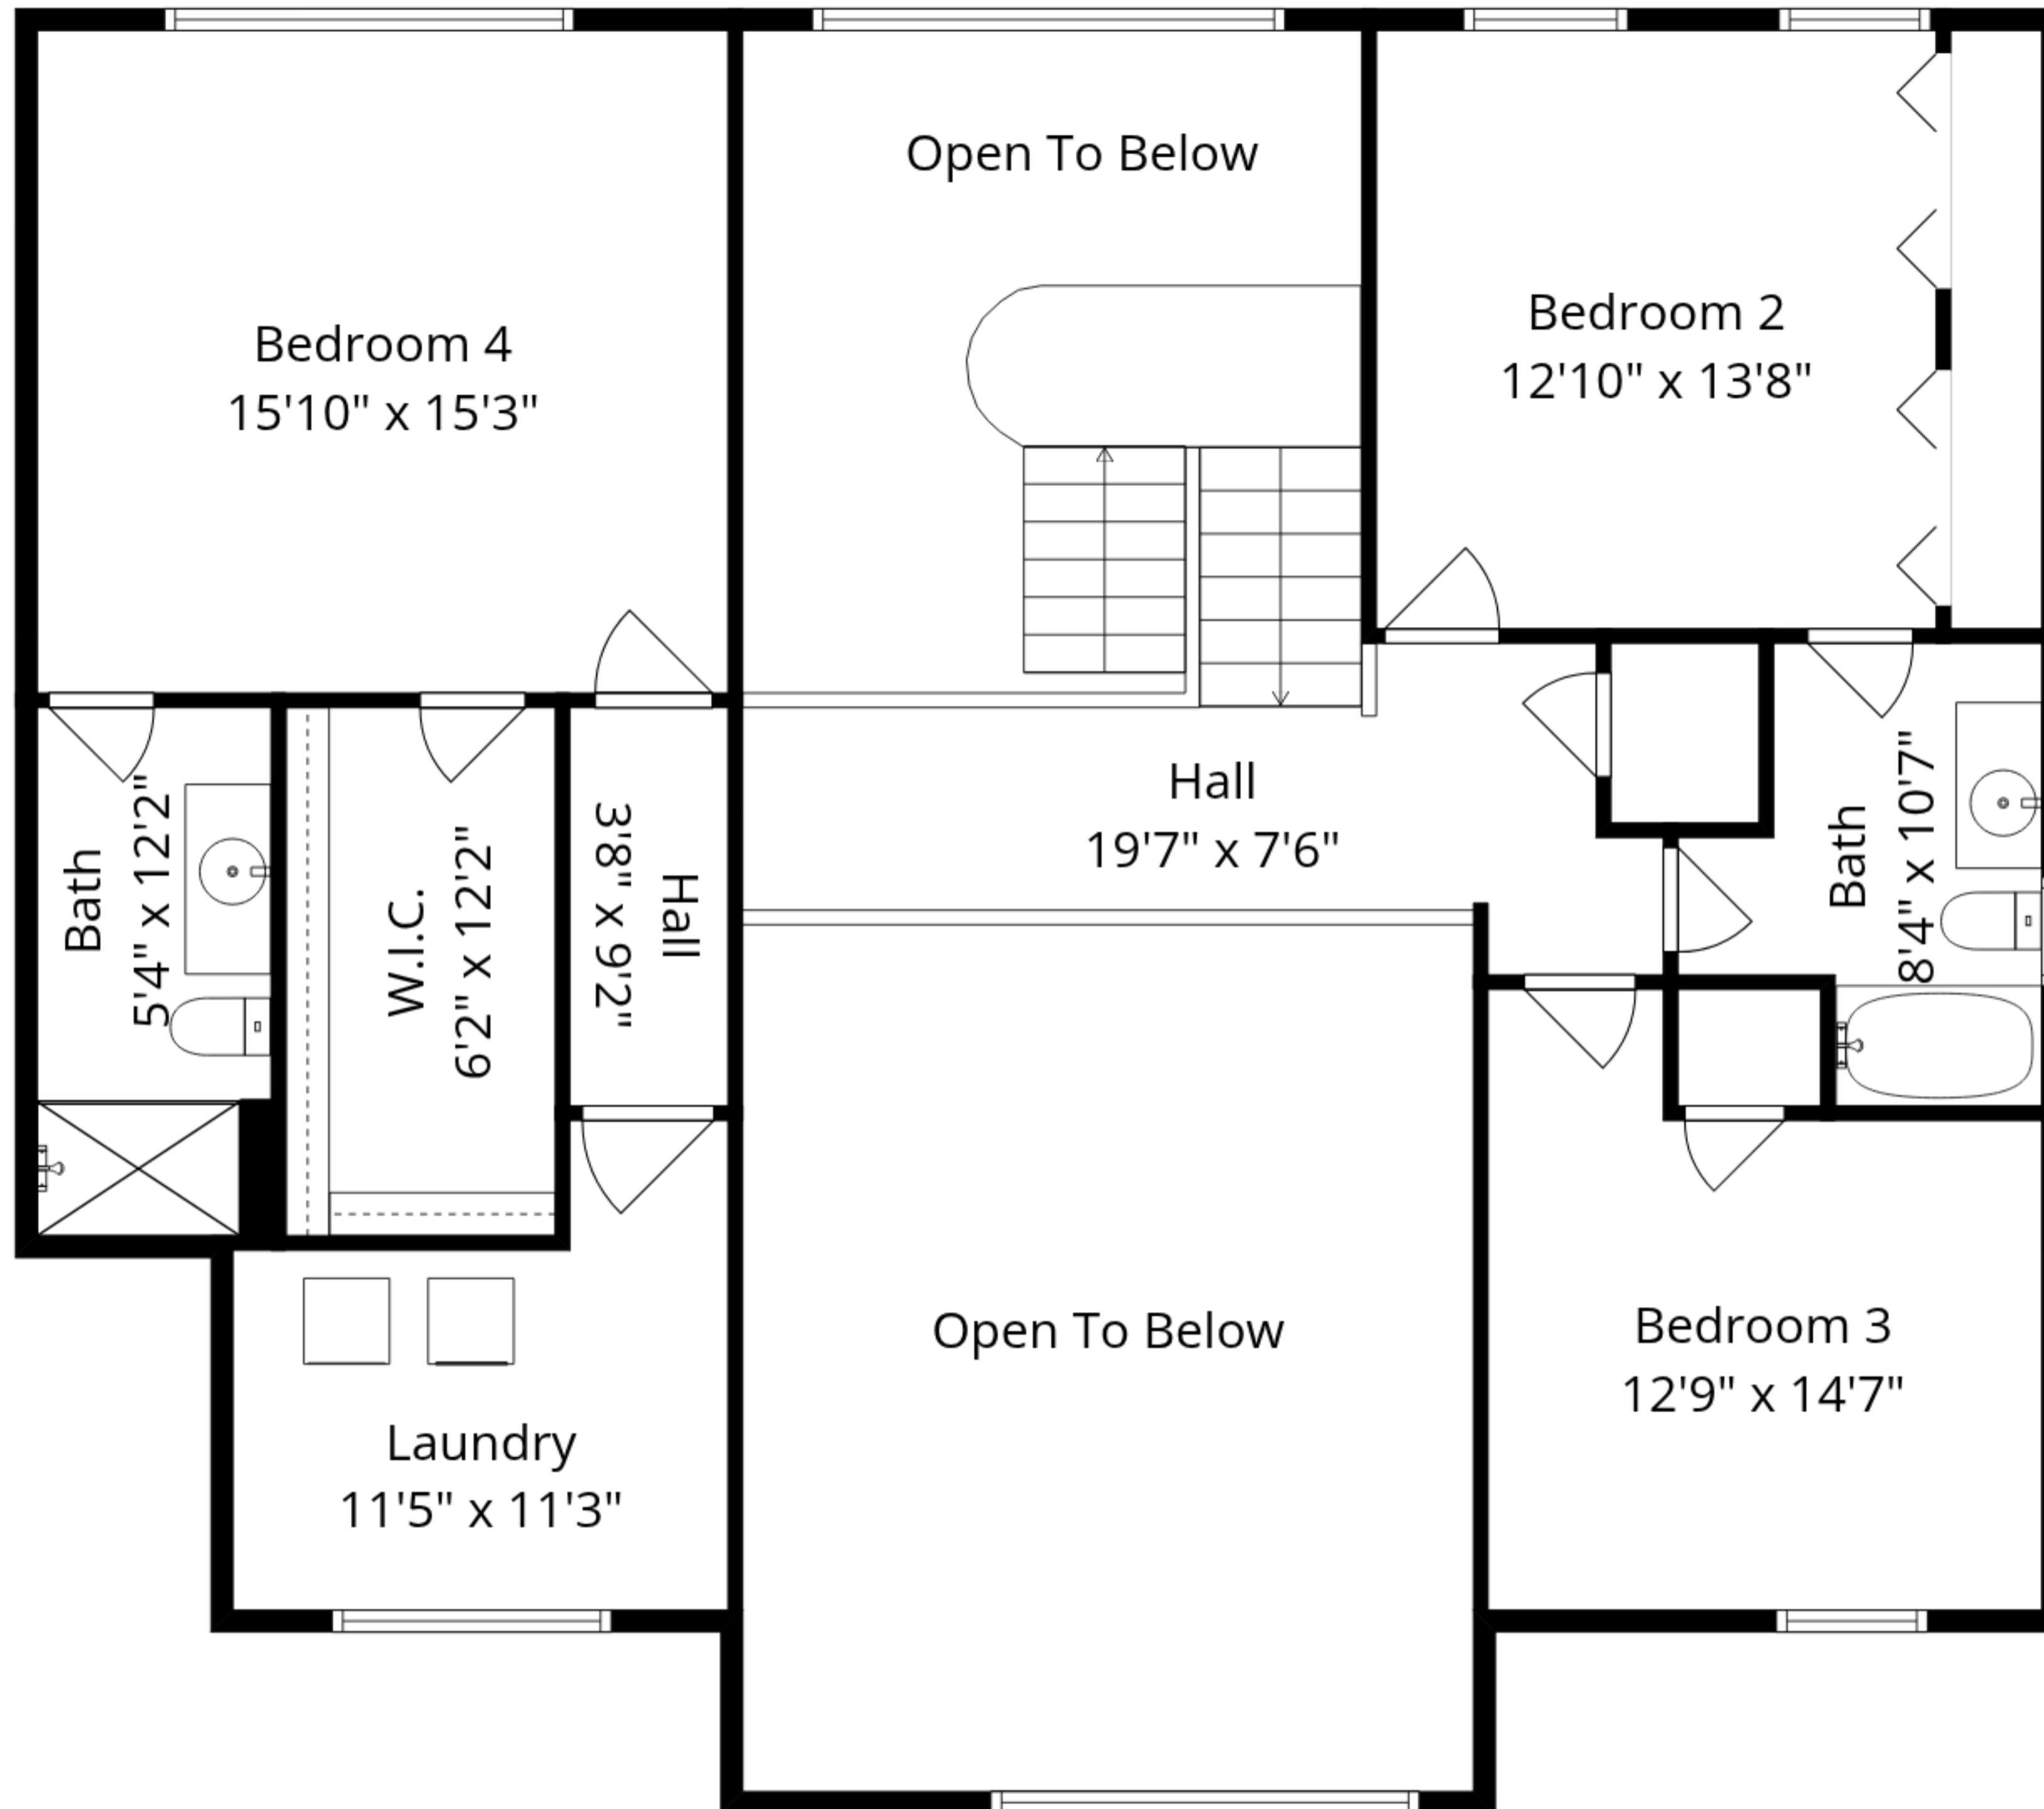 Open To Below
Bedroom 4
15'10" x 15'3"
Bedroom 2
12'10" x 13'8"
Hall
19'7" x 7'6"
Bath
5'4" x 12'2"
W.I.C.
6'2" x 12'2"
Hall
3'8" x 9'2"
Bath
8'4" x 10'7"
Open To Below
Bedroom 3
12'9" x 14'7"
Laundry
11'5" x 11'3"